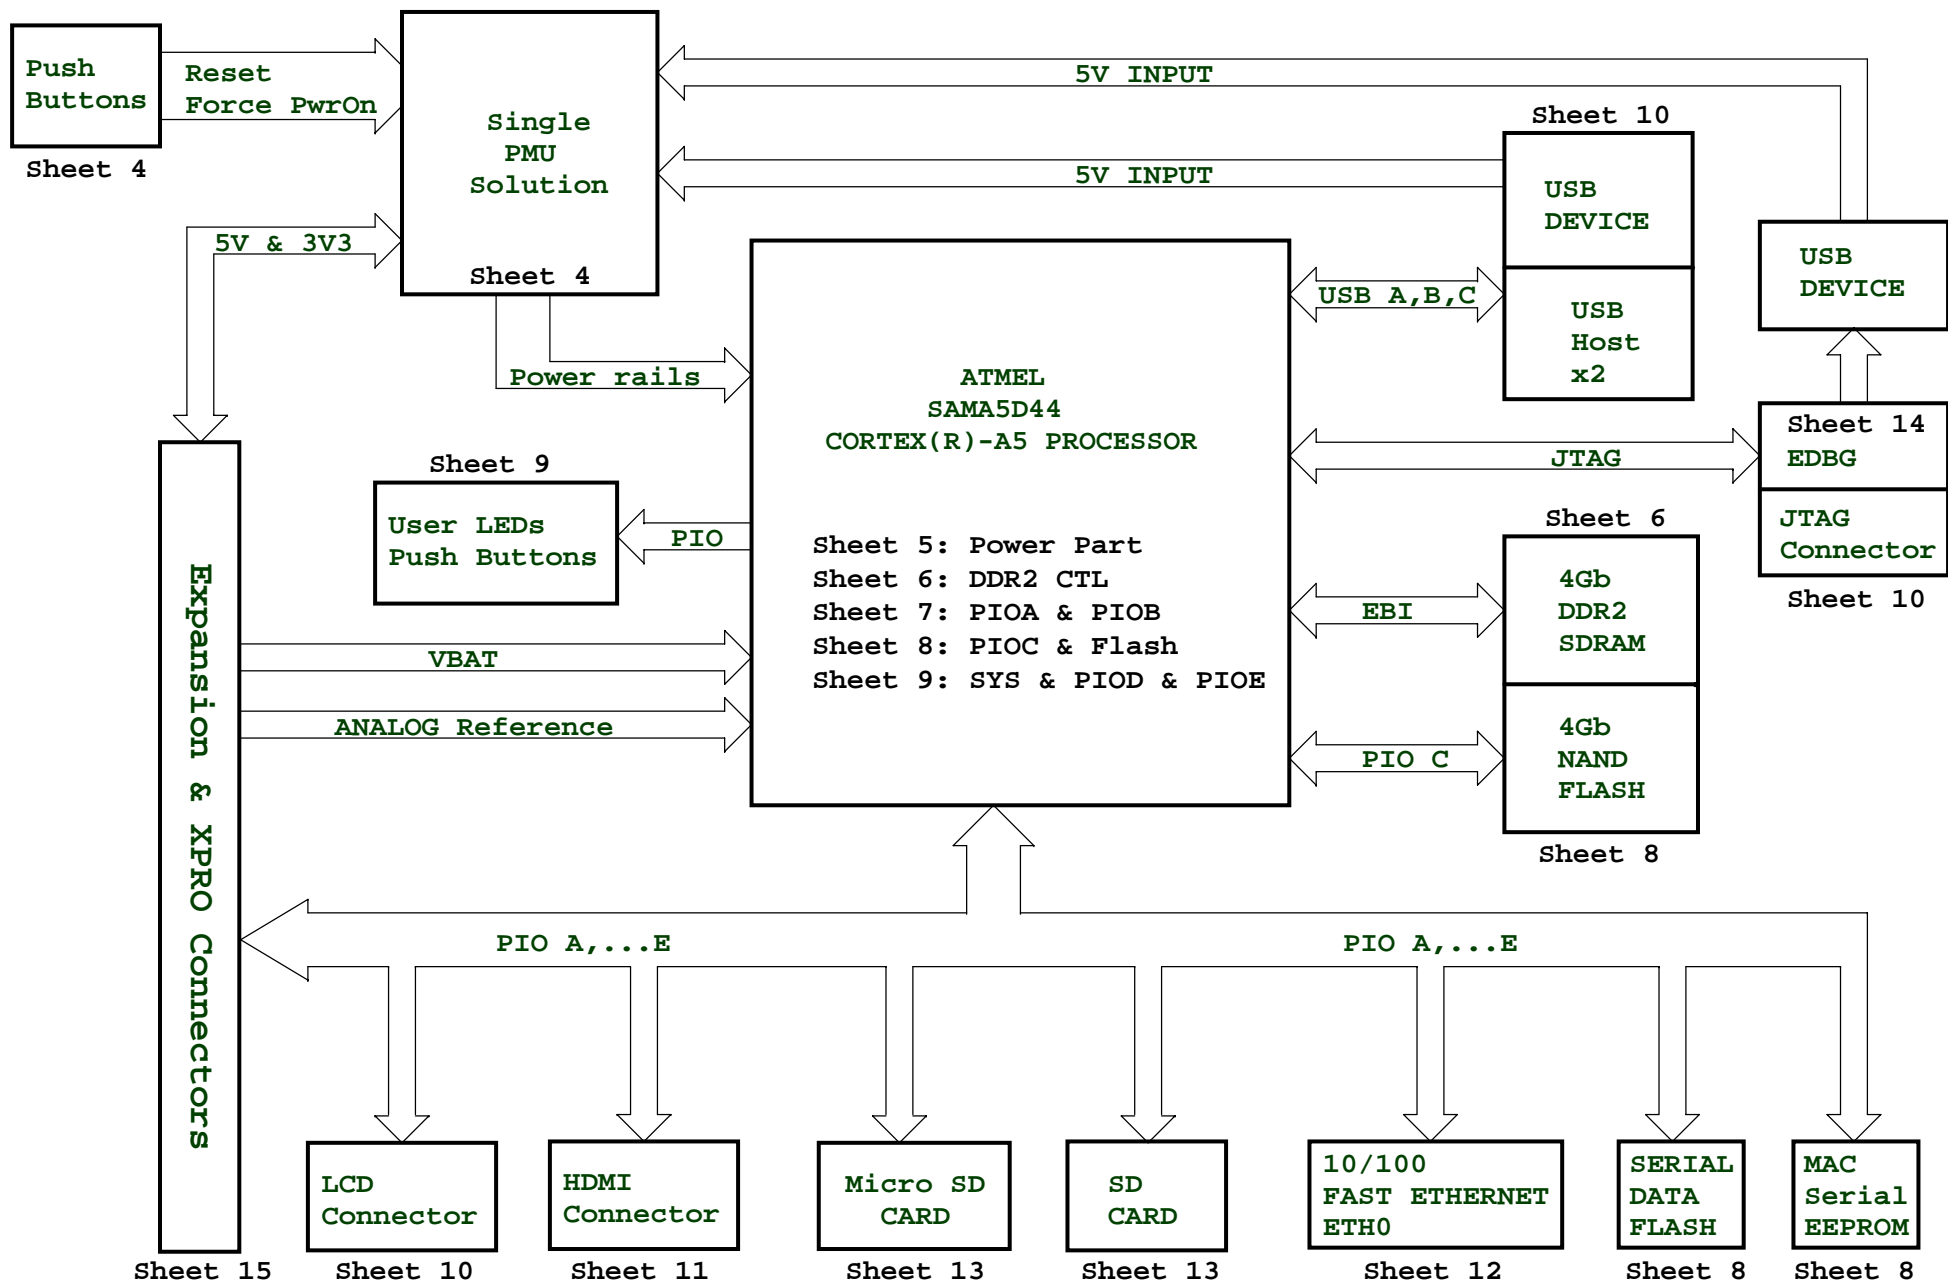 Push
Buttons
Sheet 4
Reset
Force PwrOn
Single
PMU
Solution
Sheet 4
5V INPUT
5V INPUT
Sheet 10
USB
DEVICE
USB
Host
x2
USB A,B,C
USB
DEVICE
5V & 3V3
Power rails
ATMEL
SAMA5D44
CORTEX(R)-A5 PROCESSOR
Sheet 5: Power Part
Sheet 6: DDR2 CTL
Sheet 7: PIOA & PIOB
Sheet 8: PIOC & Flash
Sheet 9: SYS & PIOD & PIOE
JTAG
Sheet 14
EDBG
JTAG
Connector
Sheet 10
Sheet 9
User LEDs
Push Buttons
PIO
Sheet 6
4Gb
DDR2
SDRAM
EBI
4Gb
NAND
FLASH
PIO C
Sheet 8
VBAT
ANALOG Reference
Expansion & XPRO Connectors
Sheet 15
PIO A,...E
PIO A,...E
LCD
Connector
Sheet 10
HDMI
Connector
Sheet 11
Micro SD
CARD
Sheet 13
SD
CARD
Sheet 13
10/100
FAST ETHERNET
ETH0
Sheet 12
SERIAL
DATA
FLASH
Sheet 8
MAC
Serial
EEPROM
Sheet 8